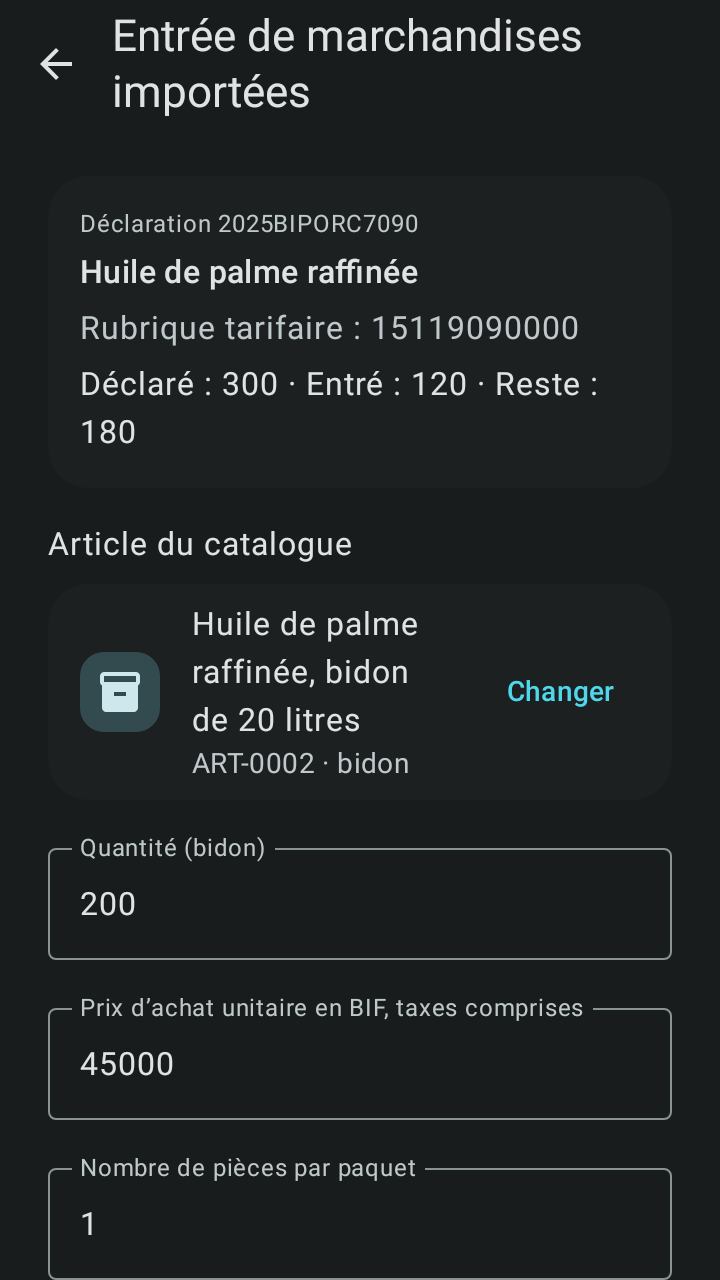 Entrée de marchandises
importées
Déclaration 2025BIPORC7090
Huile de palme raffinée
Rubrique tarifaire : 15119090000
Déclaré : 300 · Entré : 120 · Reste :
180
Article du catalogue
Huile de palme
raffinée, bidon
de 20 litres
ART-0002 · bidon
Changer
Quantité (bidon)
200
Prix d’achat unitaire en BIF, taxes comprises
45000
Nombre de pièces par paquet
1